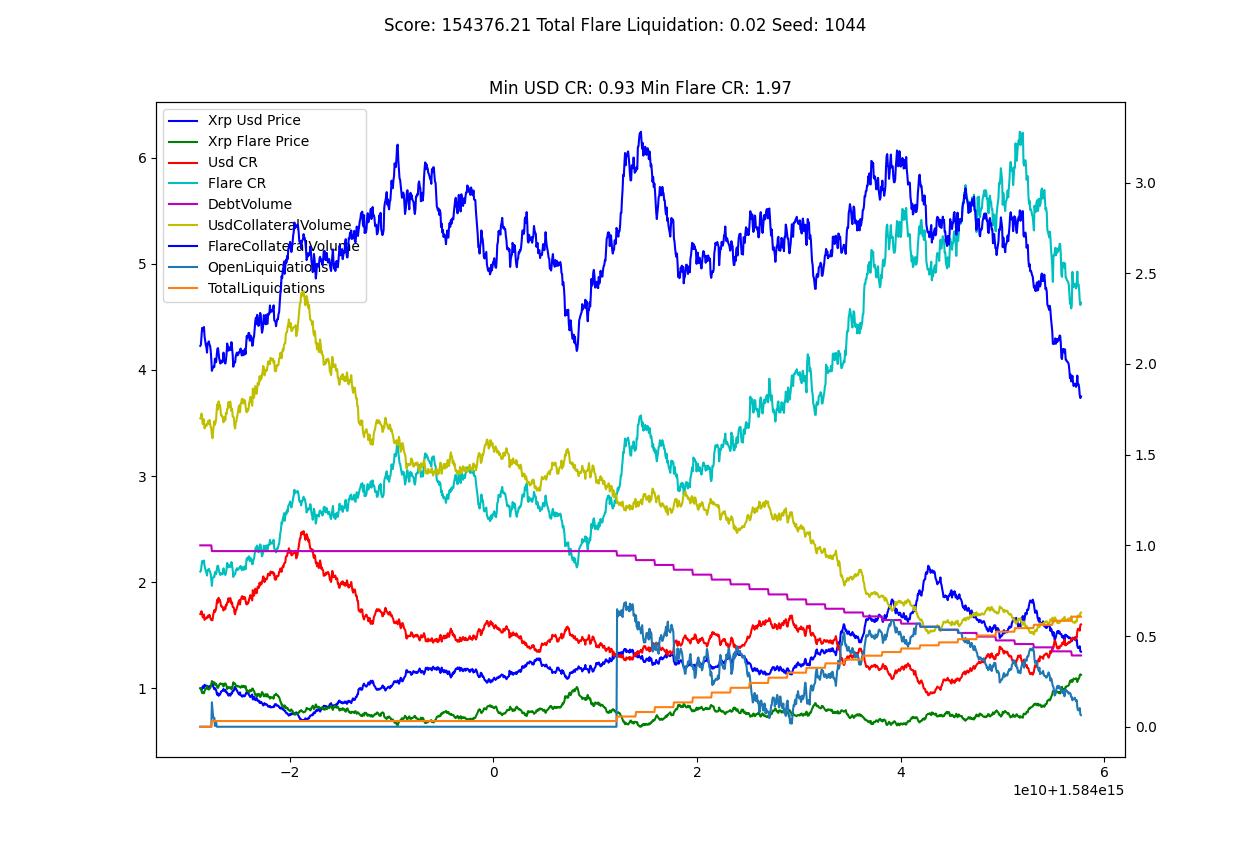 Score: 154376.21 Total Flare Liquidation: 0.02 Seed: 1044
Min USD CR: 0.93 Min Flare CR: 1.97
Xrp Usd Price
Xrp Flare Price
Usd CR
Flare CR
DebtVolume
UsdCollateralVolume
FlareCollateralVolume
OpenLiquidations
TotalLiquidations
6
5
4
3
2
1
3.0
2.5
2.0
1.5
1.0
0.5
0.0
−2 0 2 4 6
1e10+1.584e15